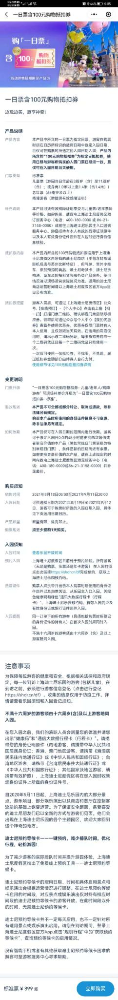 44%
5:05
一日票含100元购物抵扣券
购「一日票」
含
100元
购物
抵扣券
活动详情及期限见产品页
一日票含100元购物抵扣券
边玩边买，惠享神奇！
产品说明
产品内容
本产品中所含的一日票为指定日票，游客在购票
时须在日历所标识的适用日期中选定入园日期，
且仅可在购票时所选定的入园日期入园；产品内
所含的“100元购物抵扣券”为指定日抵扣券，使
用日期与游客所购买的入园门票日期须一致，且
仅可在入园日期当天使用。
门票类型
标准票
儿童票（游园当日年龄在3周岁（含）至11周岁
（含）；或身高1.0米以上至1.4米（含1.4米））
老年票（65周岁及以上）
残障游客（需提供有效残障证明）
补充说明
本产品可凭有效残障证明享受与儿童票/老年票同
等价格。如需购买，请致电上海迪士尼度假区预
订服务中心（电话：400-180-0000 或 86-21-
3158-0000）或前往上海迪士尼乐园主入口游客
服务中心。游客须持有本人有效的残障证明原件
以及本人有效身份证件原件在入园时进行身份信
息核验。
抵扣券内容
本产品内所含的100元购物抵扣券适用于上海迪
士尼度假区内所有的迪士尼商店（不包含虹桥国
际机场店与苏州比斯特店），但气球、室外小推
车、参加预购的商品、迪士尼奇梦卡、迪士尼乐
拍通、童车及轮椅租赁等服务类产品除外。使用
情况请以现场运营实际情况为准。适用的迪士尼
商店运营时间请以上海迪士尼度假区官方App当
日公布为准。
抵扣券提醒
游客入园后，可通过【上海迪士尼度假区】公众
号-【在线预订】-【个人中心】点击右上角【扫
一扫】扫描门票二维码，确认绑定门票后领取相
应券。领取后可通过公众号个人中心【我的优惠
券】查看并使用优惠券，优惠券仅限门票持有人
本人使用，且仅领取当天有效。在适用的商店使
用时，请出示该二维码凭证，每张抵扣券对应一
个二维码凭证且每一个二维码凭证只能使用一
次。
一次仅可使用一张抵扣券，不找零，不兑现，超
过抵扣券金额部分由持券人自行支付。
使用细节详见100元购物抵扣券详情
变更说明
门票升级
“一日票含100元购物抵扣券- 儿童/老年人/残障
游客” 可现场补差价升级为“一日票含100元购物
抵扣券- 标准”。
退改规则
本产品不可全部或部分转让、取消或退款，除非
法律另有规定。
购买本产品时所使用的身份证件信息不可变更，
除非法律另有规定。
如何改期
本产品仅可在入园日期的范围内进行改期。游客
可于原定入园日0点的48小时前更换两次等值或
者更高价值的本产品（例如常规日门票更换为特
别常规日门票），条件是新的日期尚还有余票。
如需更换更高价值的本产品，请在上述规定的时
间内致电上海迪士尼度假区预定服务中心（电
话：400-180-0000或86-21-3158-0000）并补
足差价。
购买须知
销售时间
2021年8月18日08:00至2021年9月11日20:00
入园日期
可供选择日期为2021年8月19日至2021年9月12
日，游客可于购票时所选的入园日期入园，具体
见下页适用日期日历。
产品数量
数量有限，售完即止。
购票规则
须至少提前1天购买。
入园须知
入园时间
查看乐园开放时间
预约入园
上海迪士尼度假区目前处于预约阶段。所有游客
（无论是购票、免票还是年卡游客） 在入园前须
点击此链接https://shdr.cn/df完成预约，获取上
海迪士尼乐园预约码。
携带证件
购票人须携带并出示本人购票时所使用的身份证
件原件以及购票凭证，从乐园主入口入园。凭绿
色健康码和绿色“通讯大数据行程卡（行程
卡）”、上海迪士尼乐园预约码、有效入园凭证及
有效身份证或旅行证件原件入园。
入园提醒
同一订单下的所有游客（且须包括购票时所登记
的身份证件的持有人）在首次入园时须同时入
园。
不满十六周岁的游客须由十六周岁（含）及以上
游客陪同入园。
注意事项
为保障每位游客的健康和安全，根据相关法律和政府规
定，每一位到访上海迪士尼乐园的游客 (包括儿童)，在
到访之前，必须进行游客信息登记（点击进行登记
https://shdr.cn/df）。收集的信息仅用于防疫工作。详
情请查看乐园须知和入园登记须知。
不满十六周岁的游客须由十六周岁(含)及以上游客陪同
入园。
在您入园之前，我们的演职人员会测量您的体温并请您
出示“健康码”和“通信大数据行程卡（行程卡）”。请携
带您的身份证明原件（内地游客，请携带中华人民共和
国居民身份证；香港、澳门地区游客，请携带《港澳居
民来往内地通行证》或《中华人民共和国旅行证》；台
湾地区游客，请携带《台湾居民来往大陆通行证》或
《中华人民共和国旅行证》；其他国家及地区游客，请
携带有效护照），上海迪士尼度假区将在您入园时收集
您身份证件上所载的身份证件号。
自2020年5月11日起，上海迪士尼乐园内的大部分景
点，游乐项目、部分娱乐演出以及商店和餐厅在控制客
流量的基础上恢复运营。为了保证安全距离，备受喜爱
的迪士尼朋友们已以全新的方式与游客们见面。他们会
出现在上海迪士尼乐园的各个主题园区，欢迎大家回到
这个神奇的地方。
迪士尼预约等候卡一一一键预约，减少排队时间，优化
行程，轻松游园！
为了减少游客的实际排队时间并提升游园体验，上海迪
士尼度假区推出了免费线上预约工具一一迪士尼预约等
候卡。
迪士尼预约等候卡的启用日期、时间和具体启用景点和
娱乐演出会根据运营情况进行调整。在迪士尼预约等候
卡启用的时间段，对应景点或娱乐演出仅对持有相应时
间段的迪士尼预约等候卡的游客开放。在此时间段以外
的时间，无需迪士尼预约等候卡。
迪士尼预约等候卡并不一定每天启用，也不一定针对所
有适用景点或娱乐演出启用。请您在到访期间，登录上
海迪士尼度假区官方App,点击“规划行程”中的“获取预约
等候卡”，查询预约等候卡的启用情况。
没有智能手机或者有其他获取迪士尼预约等候卡困难的
游客可至游客服务中心寻求帮助。
标准票 ¥ 399 起
立即购买